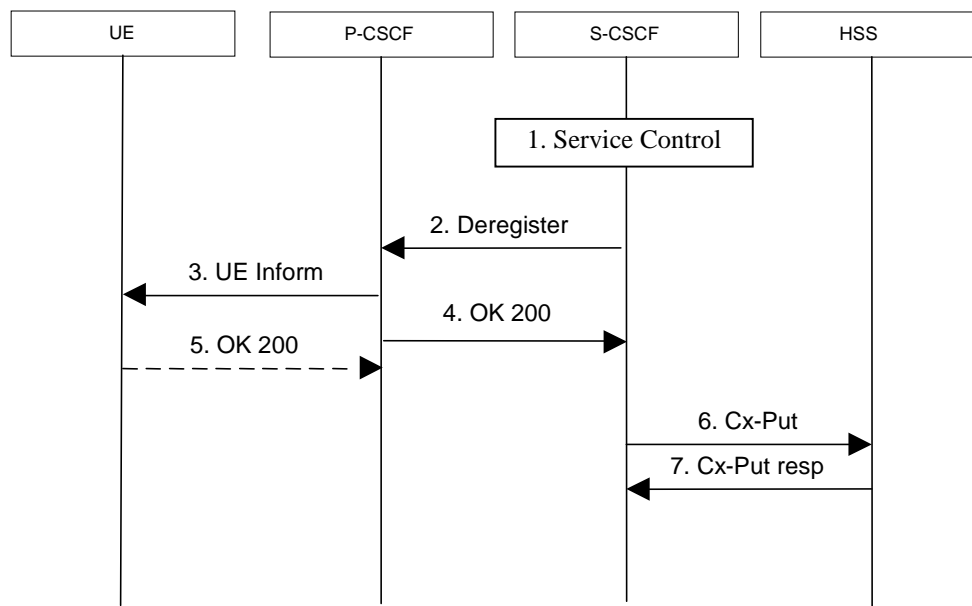 UE
P-CSCF
S-CSCF
HSS
1. Service Control
2. Deregister
3. UE Inform
4. OK 200
5. OK 200
6. Cx-Put
7. Cx-Put resp